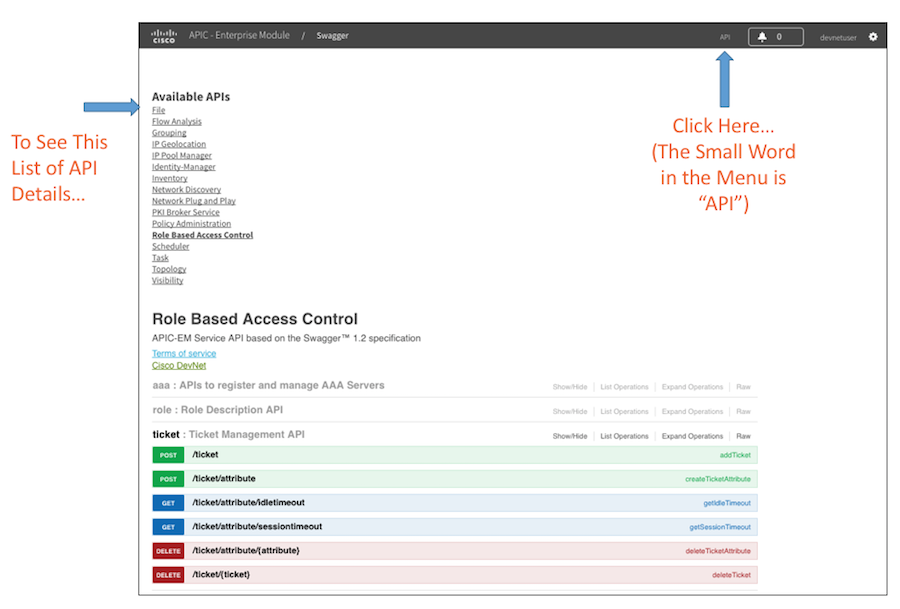 CISCO APIC - Enterprise Module / Swagger API 0 devnetuser
Available APIs
File
Flow Analysis
Grouping
IP Geolocation
IP Pool Manager
Identity-Manager
Inventory
Network Discovery
Network Plug and Play
PKI Broker Service
Policy Administration
Role Based Access Control
Scheduler
Task
Topology
Visibility
To See This
List of API
Details...
Click Here...
(The Small Word
in the Menu is
“API”)
Role Based Access Control
APIC-EM Service API based on the Swagger™ 1.2 specification
Terms of service
Cisco DevNet
aaa : APIs to register and manage AAA Servers Show/Hide List Operations Expand Operations Raw
role : Role Description API Show/Hide List Operations Expand Operations Raw
ticket : Ticket Management API Show/Hide List Operations Expand Operations Raw
POST /ticket addTicket
POST /ticket/attribute createTicketAttribute
GET /ticket/attribute/idletimeout getIdleTimeout
GET /ticket/attribute/sessiontimeout getSessionTimeout
DELETE /ticket/attribute/{attribute} deleteTicketAttribute
DELETE /ticket/{ticket} deleteTicket